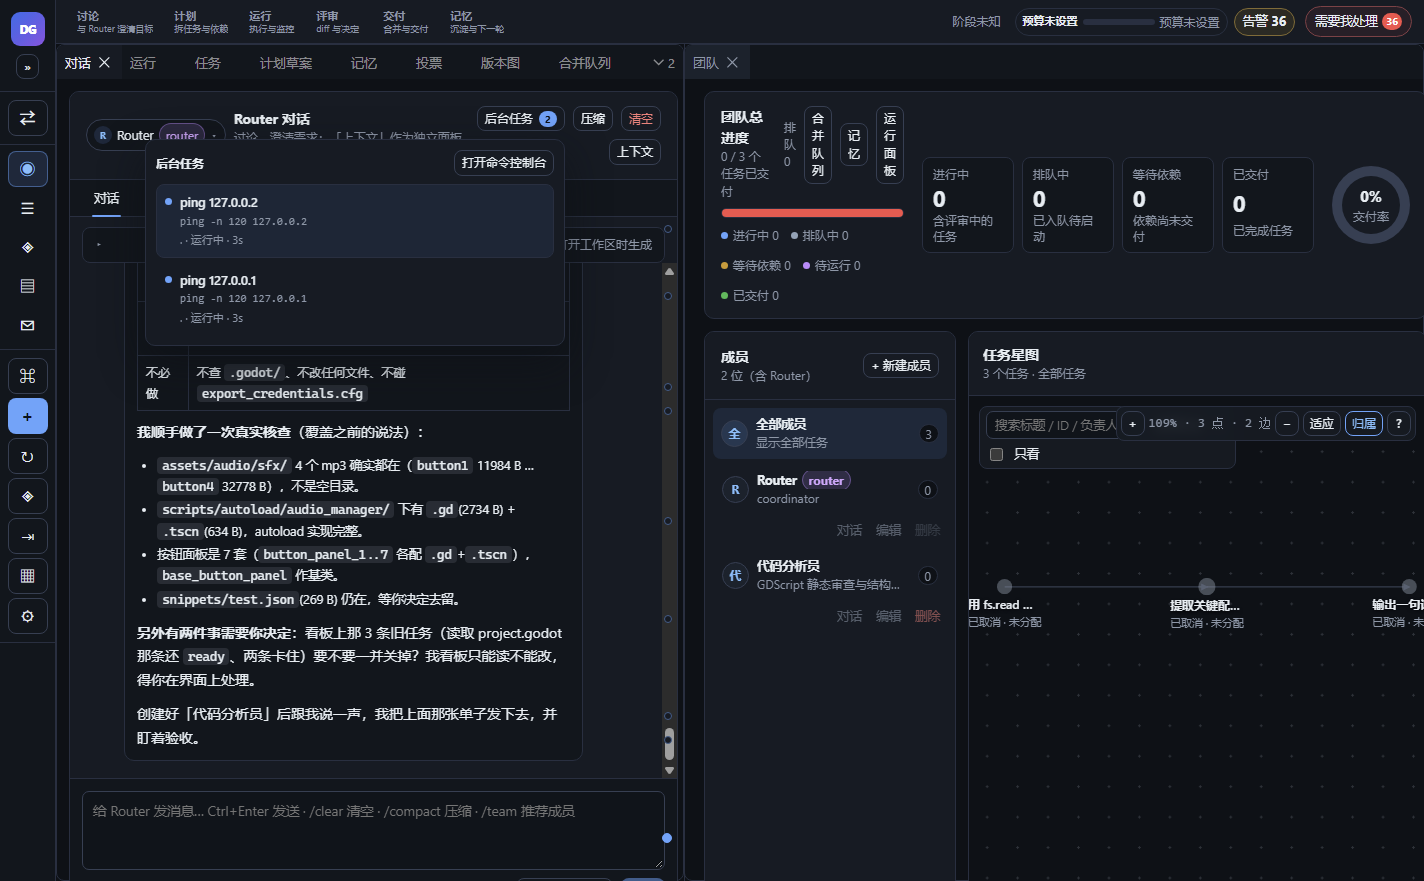 DG
»
讨论
与 Router 澄清目标
计划
拆任务与依赖
运行
执行与监控
评审
diff 与决定
交付
合并与交付
记忆
沉淀与下一轮
阶段未知
预算未设置
预算未设置
告警 36
需要我处理 36
对话
运行
任务
计划草案
记忆
投票
版本图
合并队列
2
团队
R Router router
Router 对话
讨论、澄清需求；「上下文」作为独立面板
后台任务 2
压缩
清空
上下文
对话
后台任务
打开命令控制台
ping 127.0.0.2
ping -n 120 127.0.0.2
运行中 · 3s
ping 127.0.0.1
ping -n 120 127.0.0.1
运行中 · 3s
打开工作区时生成
不必做
不查 .godot/、不改任何文件、不碰
export_credentials.cfg
我顺手做了一次真实核查（覆盖之前的说法）：
• assets/audio/sfx/ 4 个 mp3 确实都在（button1 11984 B …
button4 32778 B），不是空目录。
• scripts/autoload/audio_manager/ 下有 .gd (2734 B) +
.tscn (634 B)，autoload 实现完整。
• 按钮面板是 7 套（button_panel_1..7 各配 .gd + .tscn），
base_button_panel 作基类。
• snippets/test.json (269 B) 仍在，等你决定去留。
另外有两件事需要你决定：看板上那 3 条旧任务（读取 project.godot
那条还 ready、两条卡住）要不要一并关掉？我看板只能读不能改，
得你在界面上处理。
创建好「代码分析员」后跟我说一声，我把上面那张单子发下去，并
盯着验收。
给 Router 发消息… Ctrl+Enter 发送 · /clear 清空 · /compact 压缩 · /team 推荐成员
团队总进度
0 / 3 个任务已交付
排队 0
合并队列
记忆
运行面板
进行中 0
排队中 0
等待依赖 0
待运行 0
已交付 0
进行中
0
含评审中的任务
排队中
0
已入队待启动
等待依赖
0
依赖尚未交付
已交付
0
已完成任务
0%
交付率
成员
2 位（含 Router）
+ 新建成员
全 全部成员 3
显示全部任务
R Router router 0
coordinator
对话 编辑 删除
代 代码分析员 0
GDScript 静态审查与结构...
对话 编辑 删除
任务星图
3 个任务 · 全部任务
搜索标题 / ID / 负责人
+ 109% · 3 点 · 2 边 − 适应 归属 ?
只看
用 fs.read ...
已取消 · 未分配
提取关键配...
已取消 · 未分配
输出一句
已取消 · 未